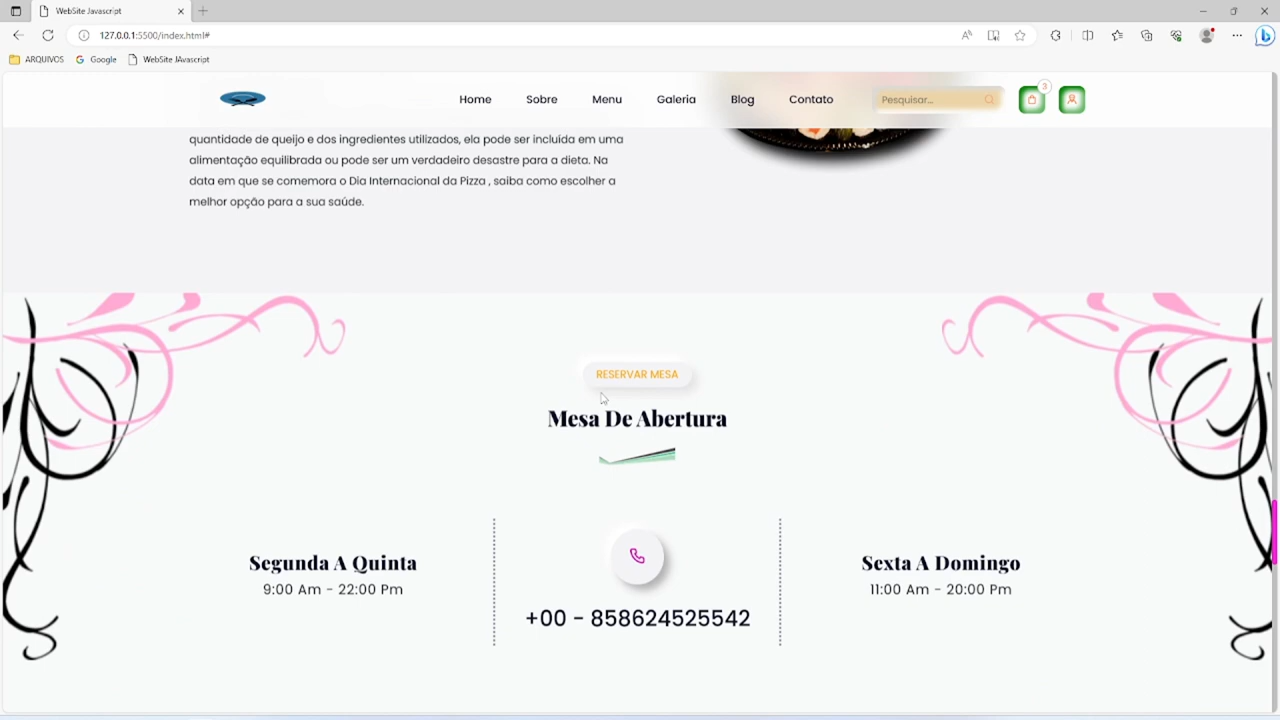 WebSite Javascript
127.0.0.1:5500/index.html#
ARQUIVOS Google WebSite JAvascript
Home Sobre Menu Galeria Blog Contato Pesquisar... 3
quantidade de queijo e dos ingredientes utilizados, ela pode ser incluída em uma
alimentação equilibrada ou pode ser um verdadeiro desastre para a dieta. Na
data em que se comemora o Dia Internacional da Pizza , saiba como escolher a
melhor opção para a sua saúde.
RESERVAR MESA
Mesa De Abertura
Segunda A Quinta
9:00 Am - 22:00 Pm
+00 - 858624525542
Sexta A Domingo
11:00 Am - 20:00 Pm